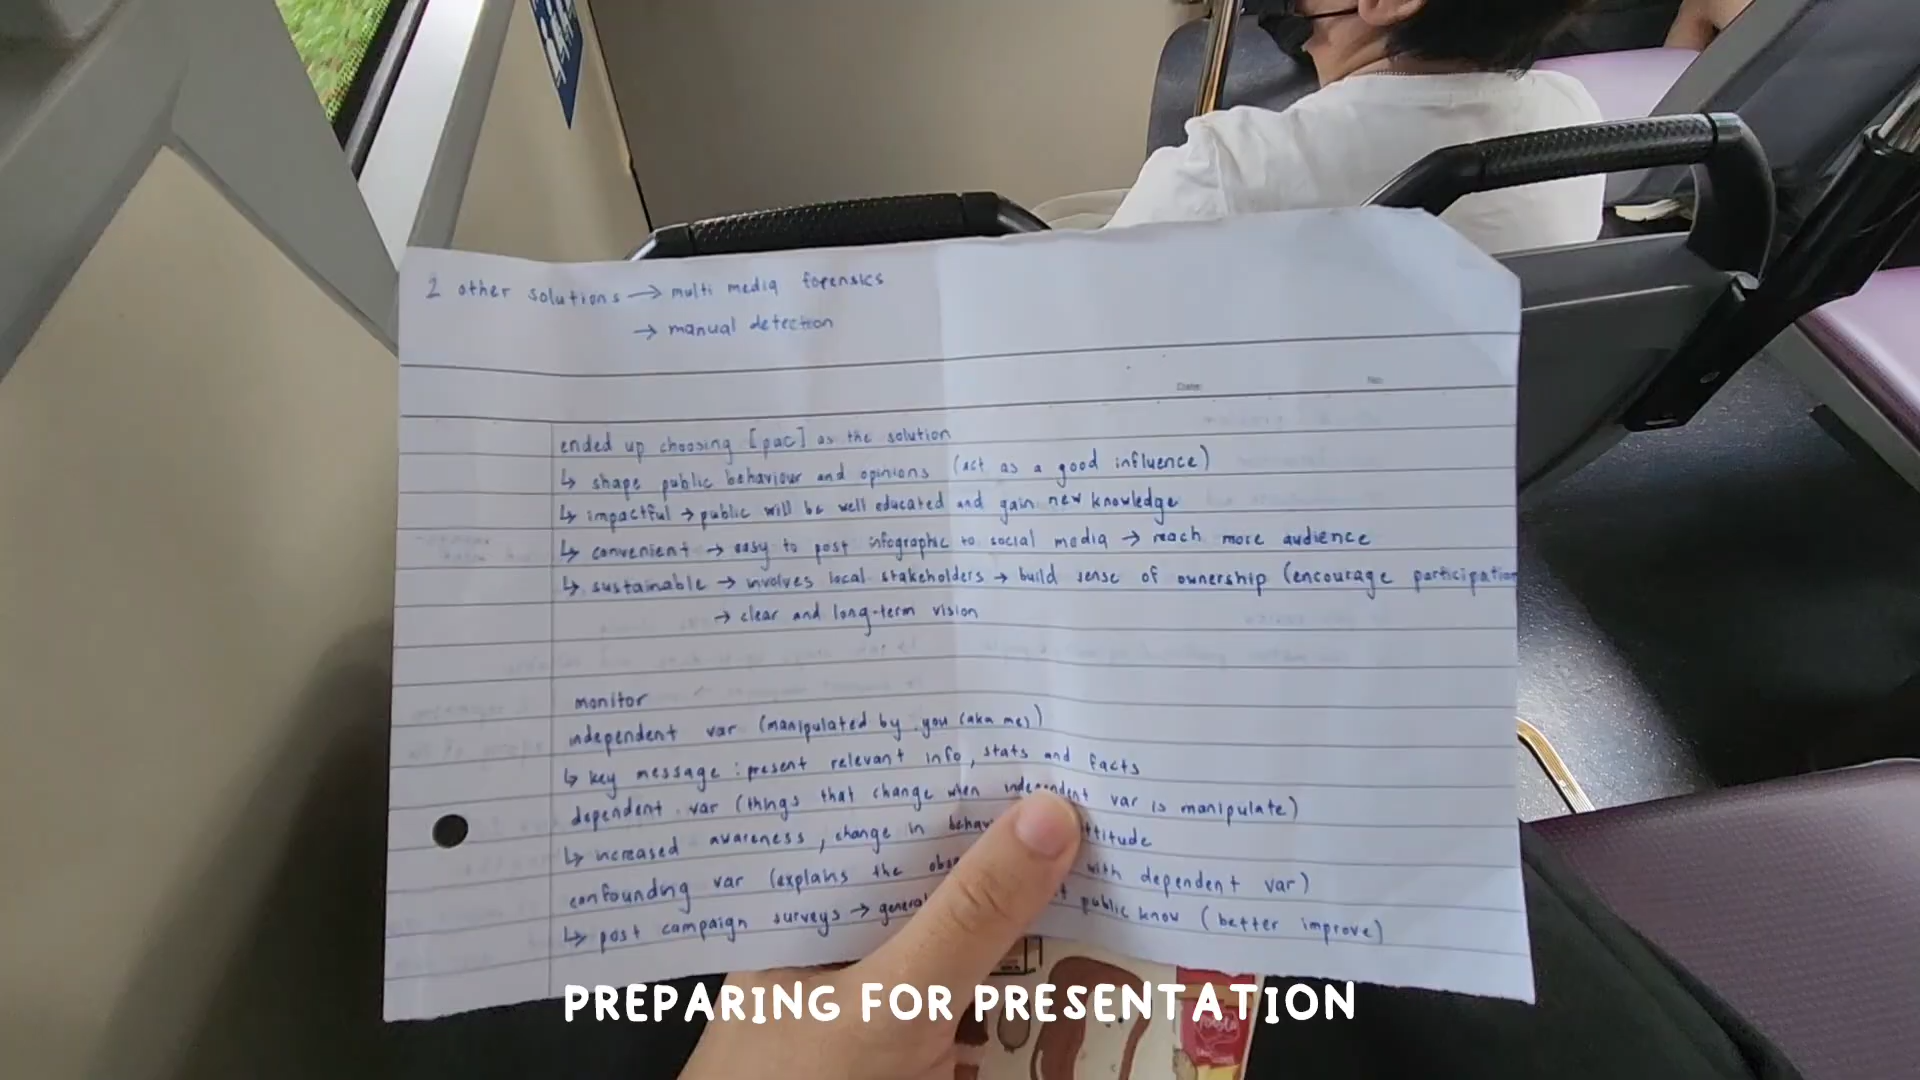 2 other solutions → multi media forensics
→ manual detection
Date: No:
ended up choosing [pac] as the solution
↳ shape public behaviour and opinions (act as a good influence)
↳ impactful → public will be well educated and gain new knowledge
↳ convenient → easy to post infographic to social media → reach more audience
↳ sustainable → involves local stakeholders → build sense of ownership (encourage participation
→ clear and long-term vision
monitor
independent var (manipulated by you (aka me))
↳ key message : present relevant info, stats and facts
dependent var (things that change when independent var is manipulate)
↳ increased awareness, change in
confounding var (explains the with dependent var)
↳ post campaign surveys → public know (better improve)
PREPARING FOR PRESENTATION